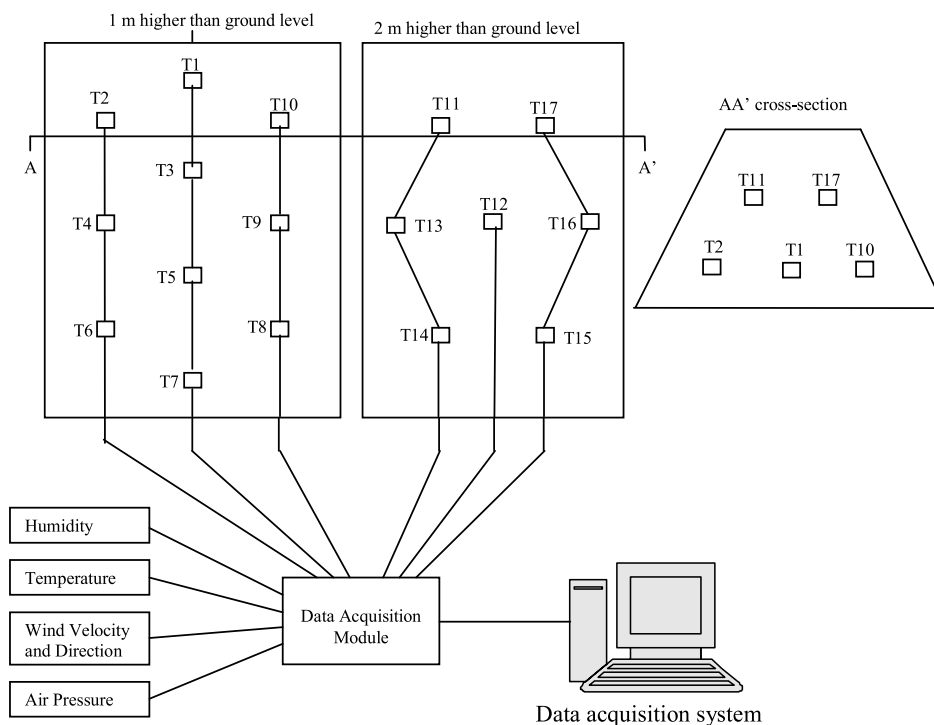 1 m higher than ground level
2 m higher than ground level
T1
T2
T10
T11
T17
AA’ cross-section
A
T3
A’
T4
T9
T13
T12
T16
T11
T17
T5
T2
T1
T10
T6
T8
T14
T15
T7
Humidity
Temperature
Wind Velocity
and Direction
Air Pressure
Data Acquisition
Module
Data acquisition system